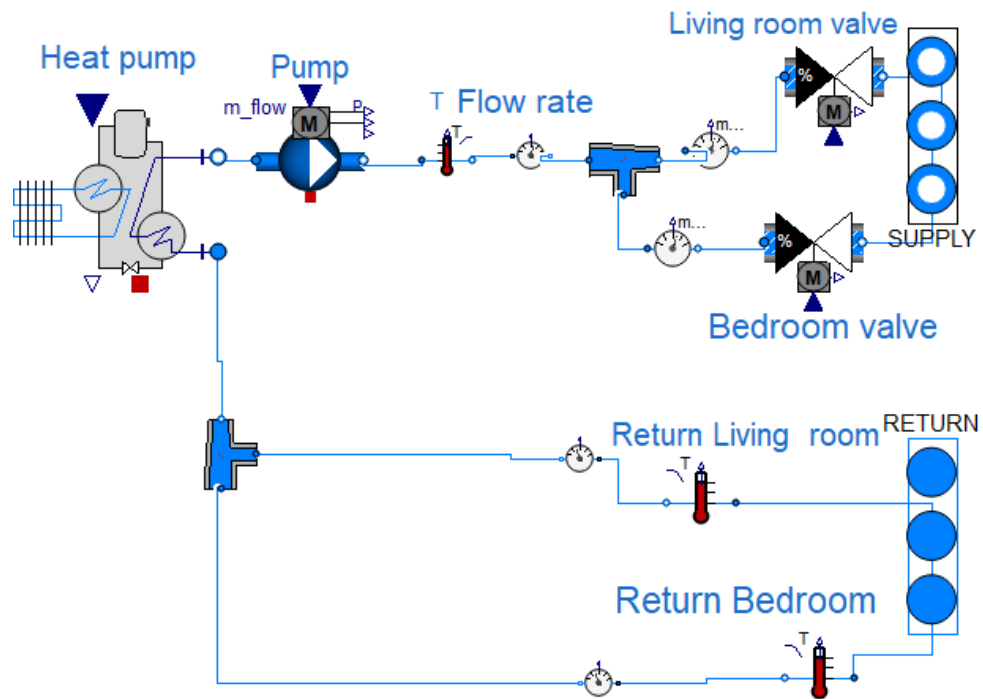 Living room valve
Heat pump
Pump
m_flow
P
M
T Flow rate
T
m...
%
M
SUPPLY
m...
%
M
Bedroom valve
RETURN
Return Living room
T
Return Bedroom
T